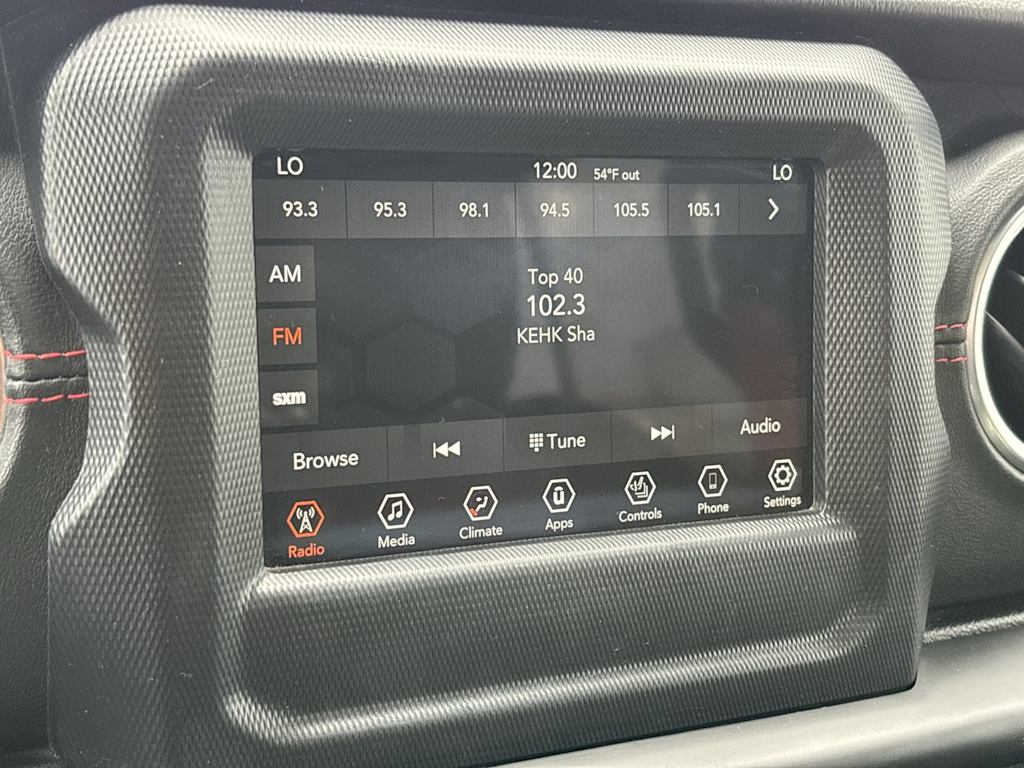 LO 12:00 54°F out LO
93.3 95.3 98.1 94.5 105.5 105.1
AM
FM
sxm
Top 40
102.3
KEHK Sha
Browse Tune Audio
Radio Media Climate Apps Controls Phone Settings